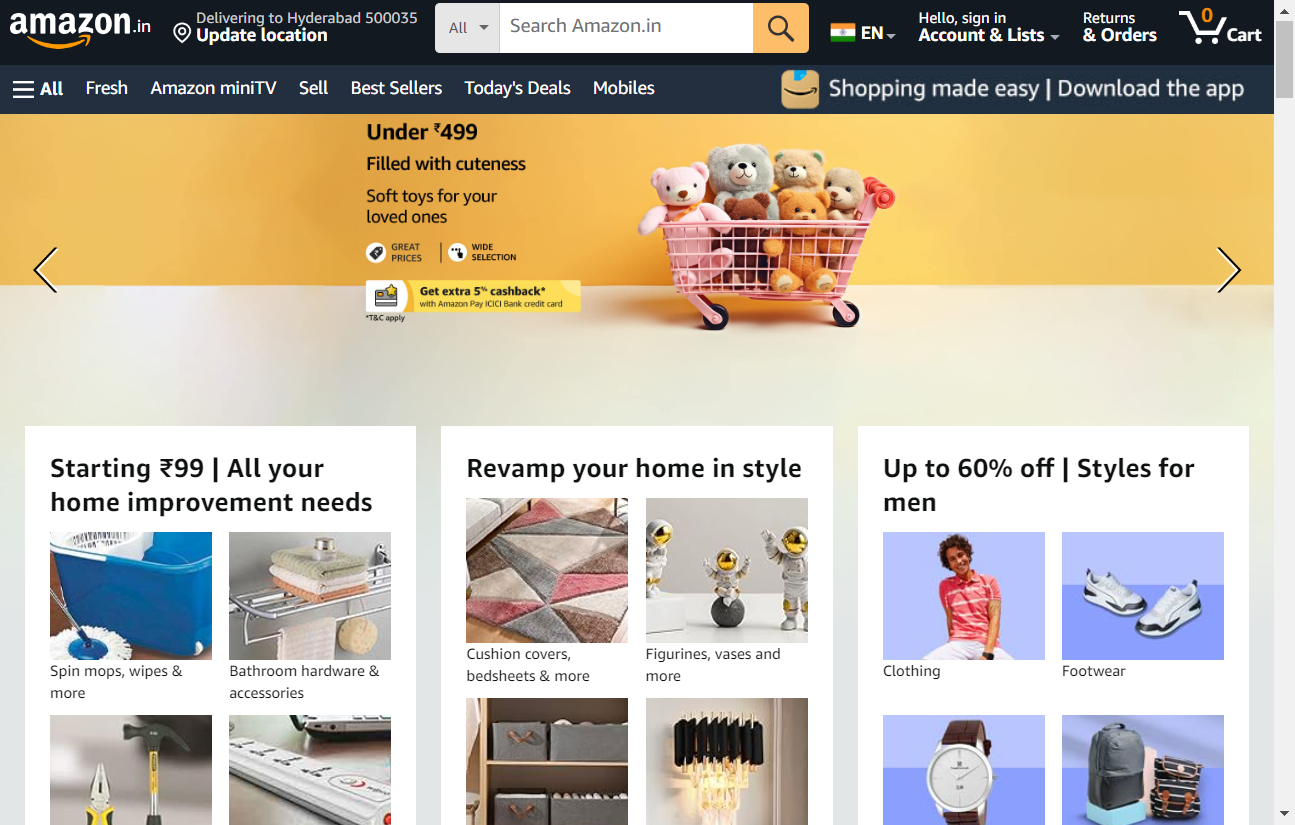 amazon.in
Delivering to Hyderabad 500035
Update location
All
Search Amazon.in
EN
Hello, sign in
Account & Lists
Returns
& Orders
0
Cart
All
Fresh
Amazon miniTV
Sell
Best Sellers
Today's Deals
Mobiles
Shopping made easy | Download the app
Under ₹499
Filled with cuteness
Soft toys for your
loved ones
GREAT
PRICES
WIDE
SELECTION
Get extra 5% cashback*
with Amazon Pay ICICI Bank credit card
*T&C apply
Starting ₹99 | All your
home improvement needs
Spin mops, wipes &
more
Bathroom hardware &
accessories
Revamp your home in style
Cushion covers,
bedsheets & more
Figurines, vases and
more
Up to 60% off | Styles for
men
Clothing
Footwear